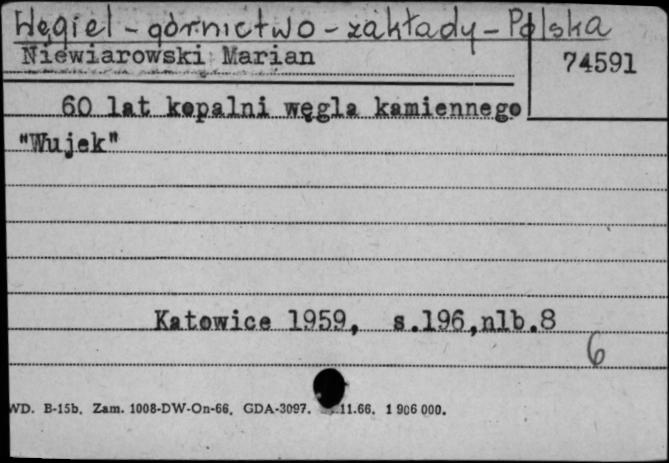 Węgiel - górnictwo - zakłady - Polska
Niewiarowski Marian
74591
60 lat kopalni węgla kamiennego
"Wujek"
Katowice 1959, s.196,nlb.8
6
WD. B-15b. Zam. 1008-DW-On-66. GDA-3097. .11.66. 1 906 000.